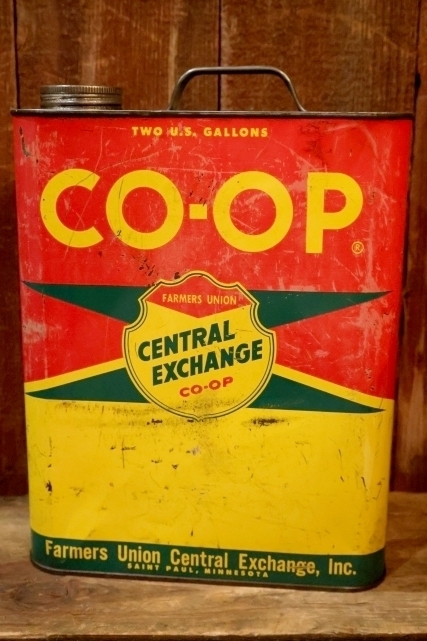 TWO U.S. GALLONS
CO-OP®
FARMERS UNION
CENTRAL
EXCHANGE
CO-OP
Farmers Union Central Exchange, Inc.
SAINT PAUL, MINNESOTA